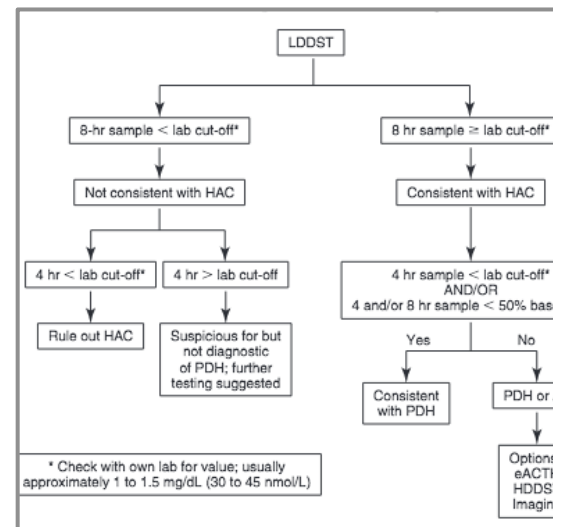 LDDST
8-hr sample < lab cut-off*
8 hr sample ≥ lab cut-off*
Not consistent with HAC
Consistent with HAC
4 hr < lab cut-off*
4 hr > lab cut-off
4 hr sample < lab cut-off*
AND/OR
4 and/or 8 hr sample < 50% bas
Rule out HAC
Suspicious for but
not diagnostic
of PDH; further
testing suggested
Yes
No
Consistent
with PDH
PDH or
Options
eACTH
HDDS
Imagin
* Check with own lab for value; usually
approximately 1 to 1.5 mg/dL (30 to 45 nmol/L)